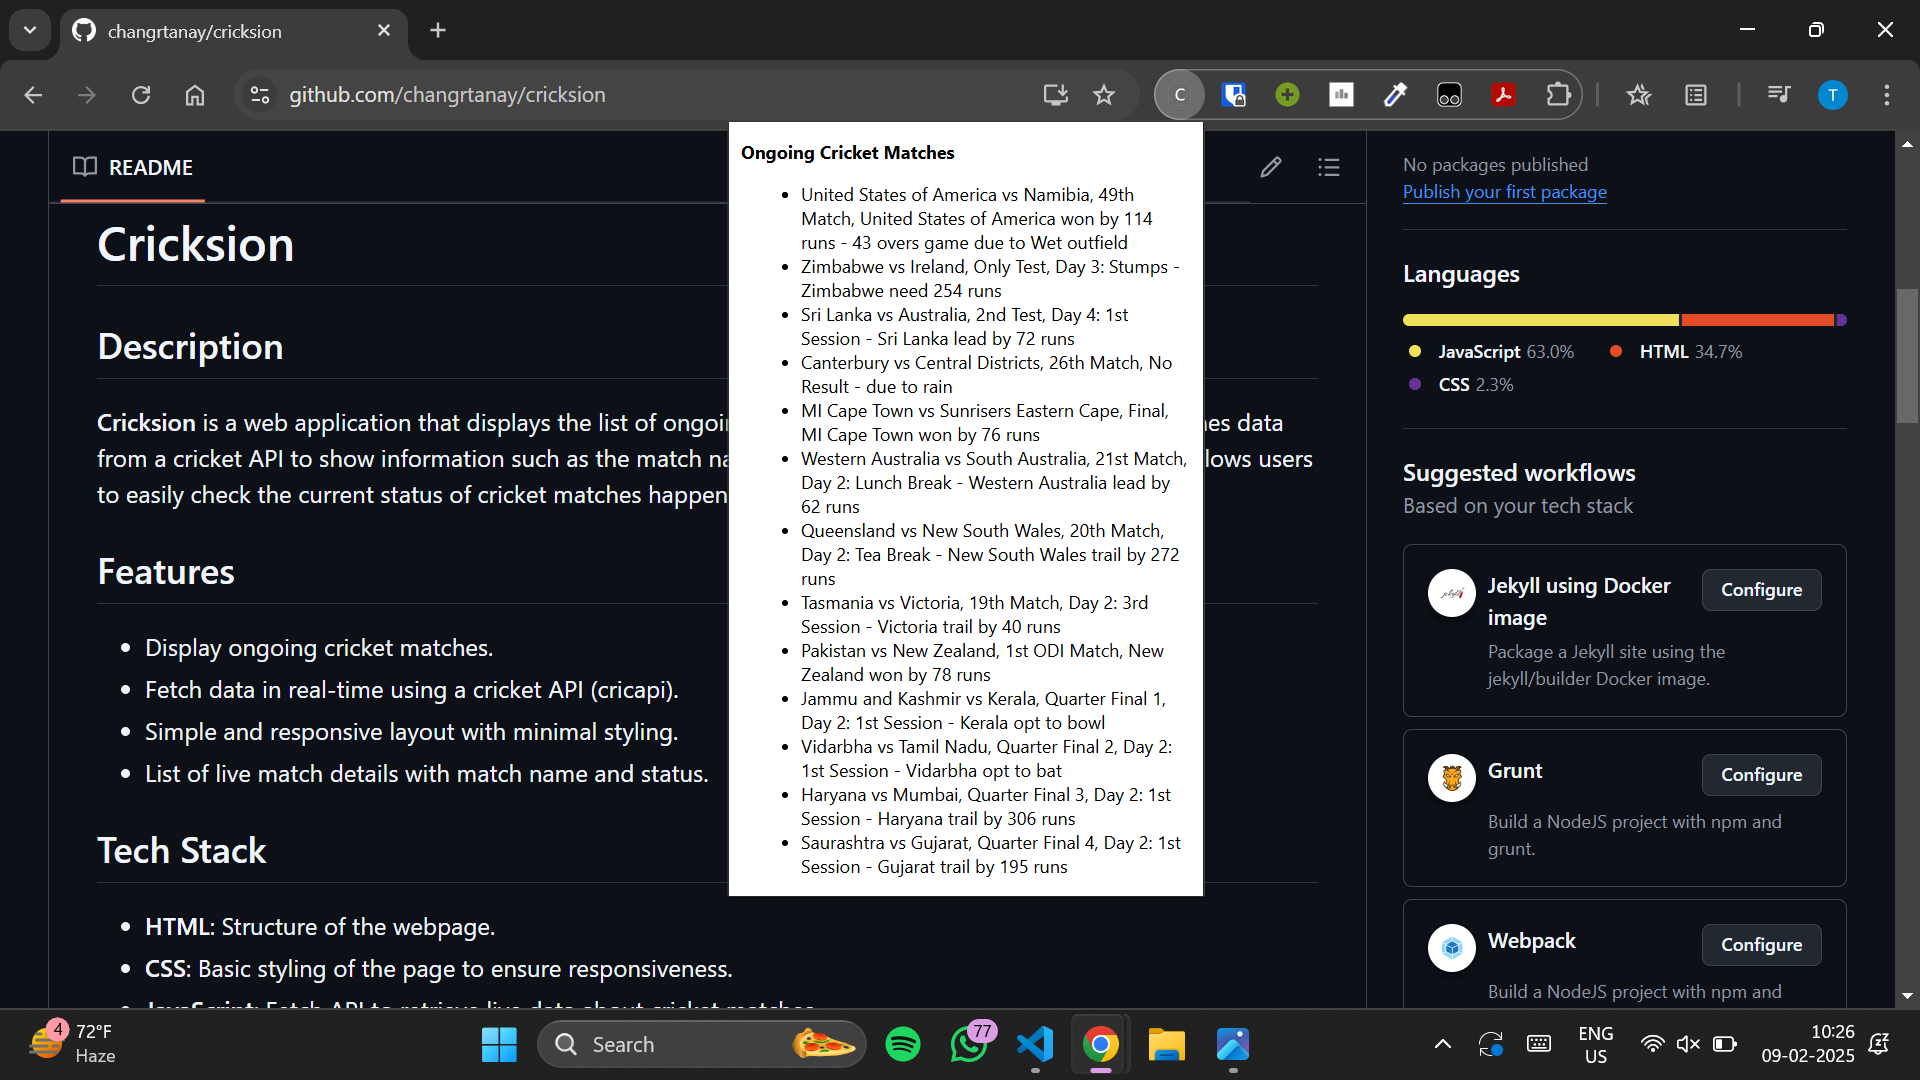 changrtanay/cricksion
github.com/changrtanay/cricksion
C
T
README
Cricksion
Description
Cricksion is a web application that displays the list of ongoi
nes data
from a cricket API to show information such as the match na
lows users
to easily check the current status of cricket matches happen
Features
Display ongoing cricket matches.
Fetch data in real-time using a cricket API (cricapi).
Simple and responsive layout with minimal styling.
List of live match details with match name and status.
Tech Stack
HTML: Structure of the webpage.
CSS: Basic styling of the page to ensure responsiveness.
JavaScript: Fetch API to retrieve live data about cricket matches.
Ongoing Cricket Matches
United States of America vs Namibia, 49th
Match, United States of America won by 114
runs - 43 overs game due to Wet outfield
Zimbabwe vs Ireland, Only Test, Day 3: Stumps -
Zimbabwe need 254 runs
Sri Lanka vs Australia, 2nd Test, Day 4: 1st
Session - Sri Lanka lead by 72 runs
Canterbury vs Central Districts, 26th Match, No
Result - due to rain
MI Cape Town vs Sunrisers Eastern Cape, Final,
MI Cape Town won by 76 runs
Western Australia vs South Australia, 21st Match,
Day 2: Lunch Break - Western Australia lead by
62 runs
Queensland vs New South Wales, 20th Match,
Day 2: Tea Break - New South Wales trail by 272
runs
Tasmania vs Victoria, 19th Match, Day 2: 3rd
Session - Victoria trail by 40 runs
Pakistan vs New Zealand, 1st ODI Match, New
Zealand won by 78 runs
Jammu and Kashmir vs Kerala, Quarter Final 1,
Day 2: 1st Session - Kerala opt to bowl
Vidarbha vs Tamil Nadu, Quarter Final 2, Day 2:
1st Session - Vidarbha opt to bat
Haryana vs Mumbai, Quarter Final 3, Day 2: 1st
Session - Haryana trail by 306 runs
Saurashtra vs Gujarat, Quarter Final 4, Day 2: 1st
Session - Gujarat trail by 195 runs
No packages published
Publish your first package
Languages
JavaScript 63.0%
HTML 34.7%
CSS 2.3%
Suggested workflows
Based on your tech stack
Jekyll using Docker
image
Configure
Package a Jekyll site using the
jekyll/builder Docker image.
Grunt
Configure
Build a NodeJS project with npm and
grunt.
Webpack
Configure
Build a NodeJS project with npm and
4
72°F
Haze
Search
77
ENG
US
10:26
09-02-2025